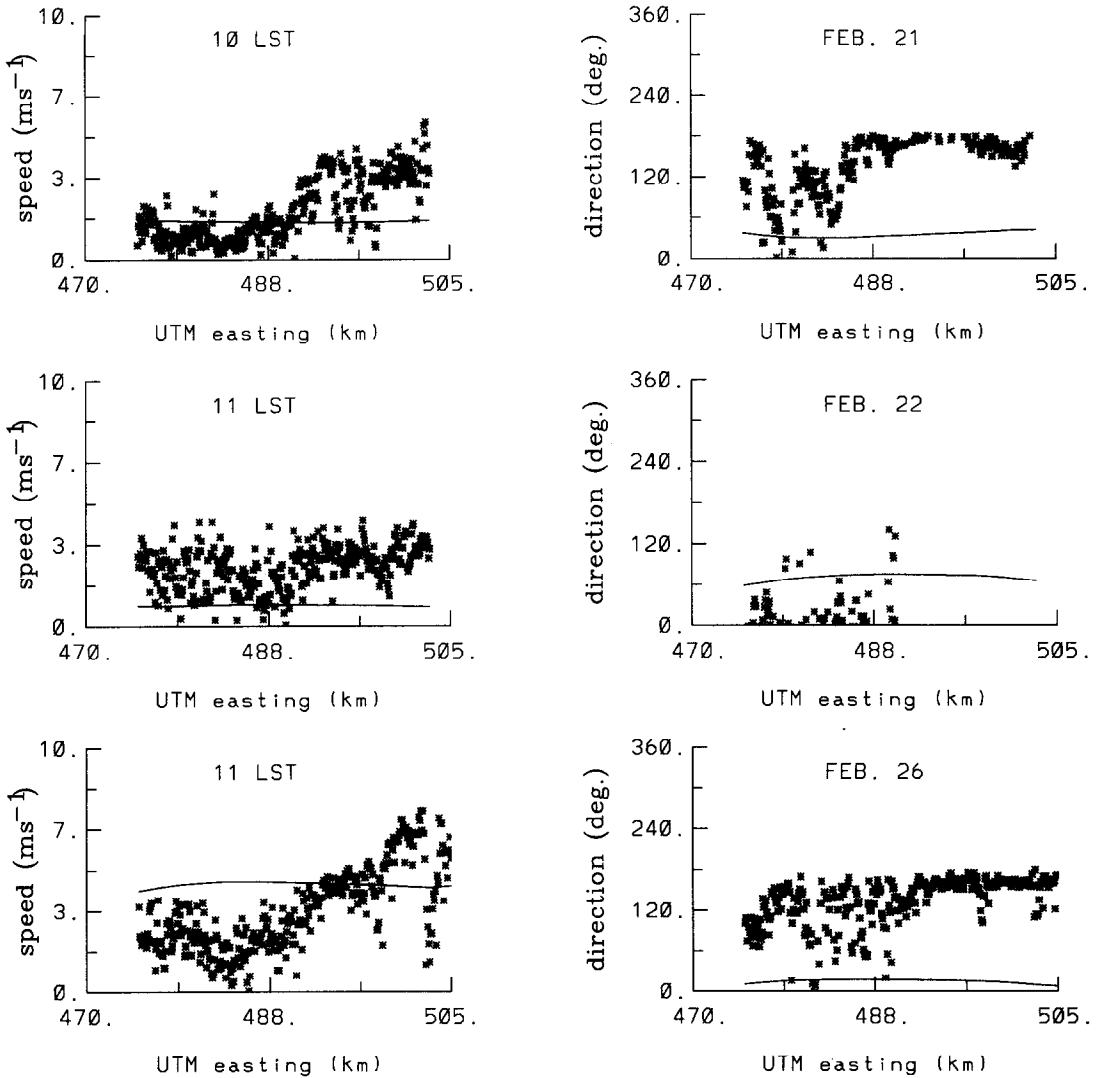 speed (ms⁻¹)
10.
7.
3.
0.
10 LST
470.
488.
505.
UTM easting (km)
direction (deg.)
360.
240.
120.
0.
FEB. 21
470.
488.
505.
UTM easting (km)
speed (ms⁻¹)
10.
7.
3.
0.
11 LST
470.
488.
505.
UTM easting (km)
direction (deg.)
360.
240.
120.
0.
FEB. 22
470.
488.
505.
UTM easting (km)
speed (ms⁻¹)
10.
7.
3.
0.
11 LST
470.
488.
505.
UTM easting (km)
direction (deg.)
360.
240.
120.
0.
FEB. 26
470.
488.
505.
UTM easting (km)